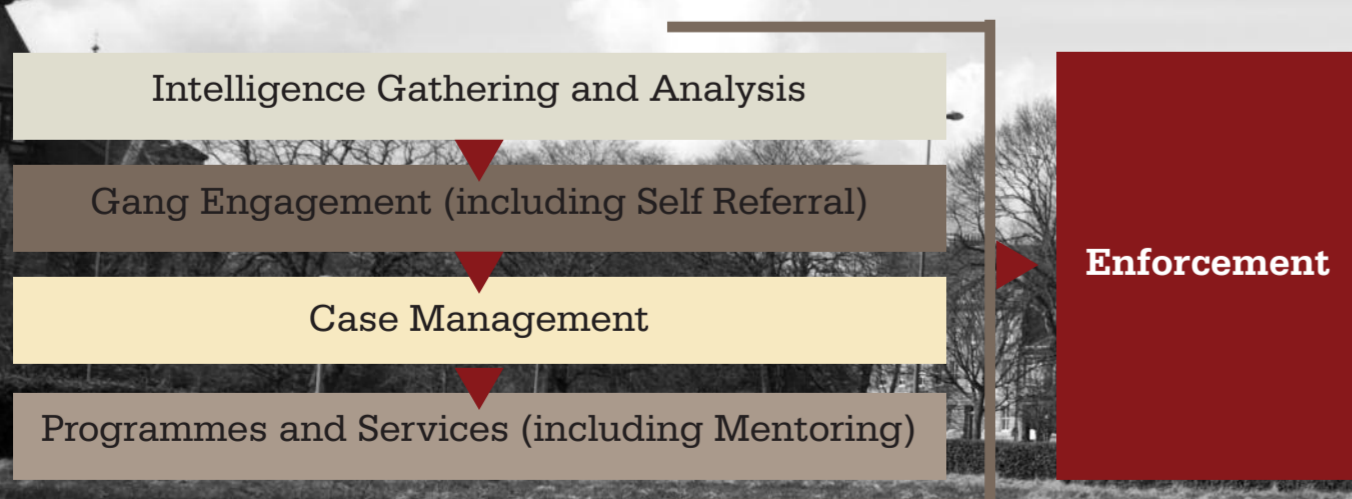 Intelligence Gathering and Analysis
Gang Engagement (including Self Referral)
Case Management
Programmes and Services (including Mentoring)
Enforcement